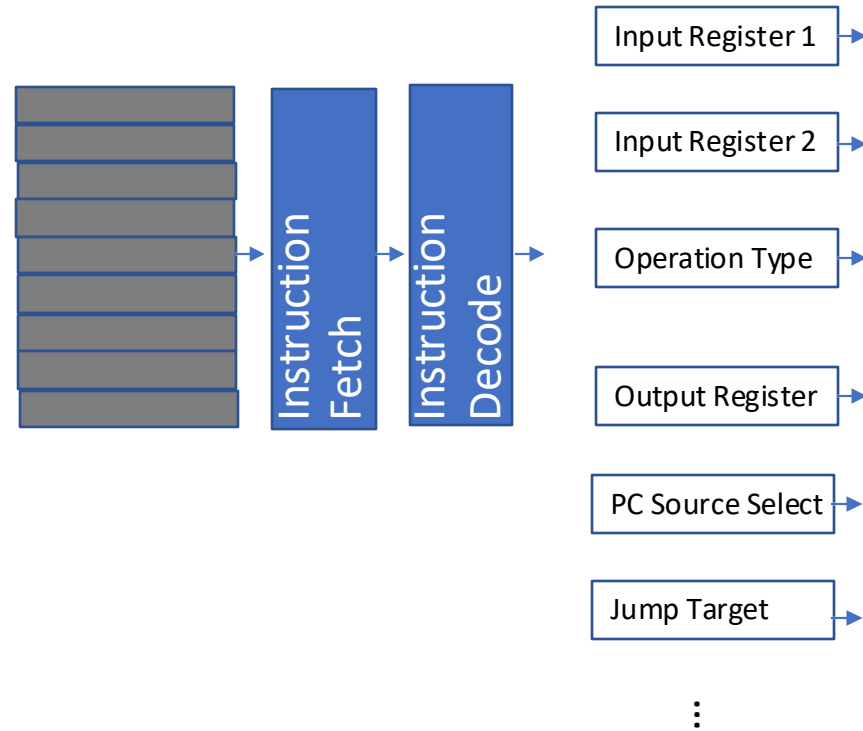 Instruction
Fetch
Instruction
Decode
Input Register 1
Input Register 2
Operation Type
Output Register
PC Source Select
Jump Target
...